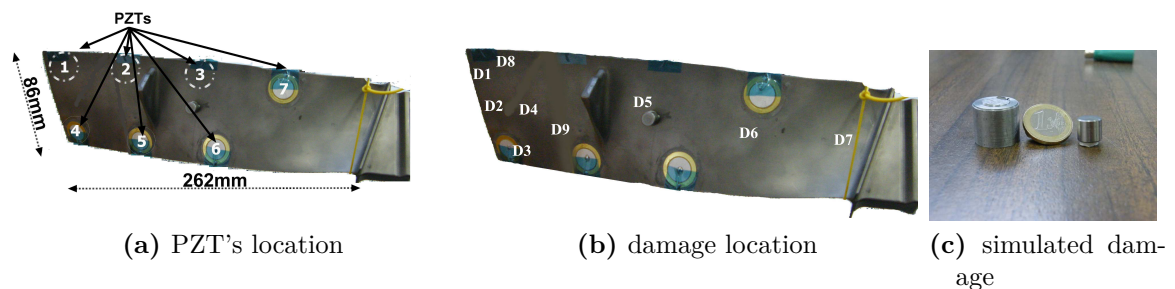 PZTs
1
2
3
7
86mm
4
5
6
262mm
(a) PZT's location
D8
D1
D2
D4
D5
D9
D6
D7
D3
(b) damage location
(c) simulated dam-
age